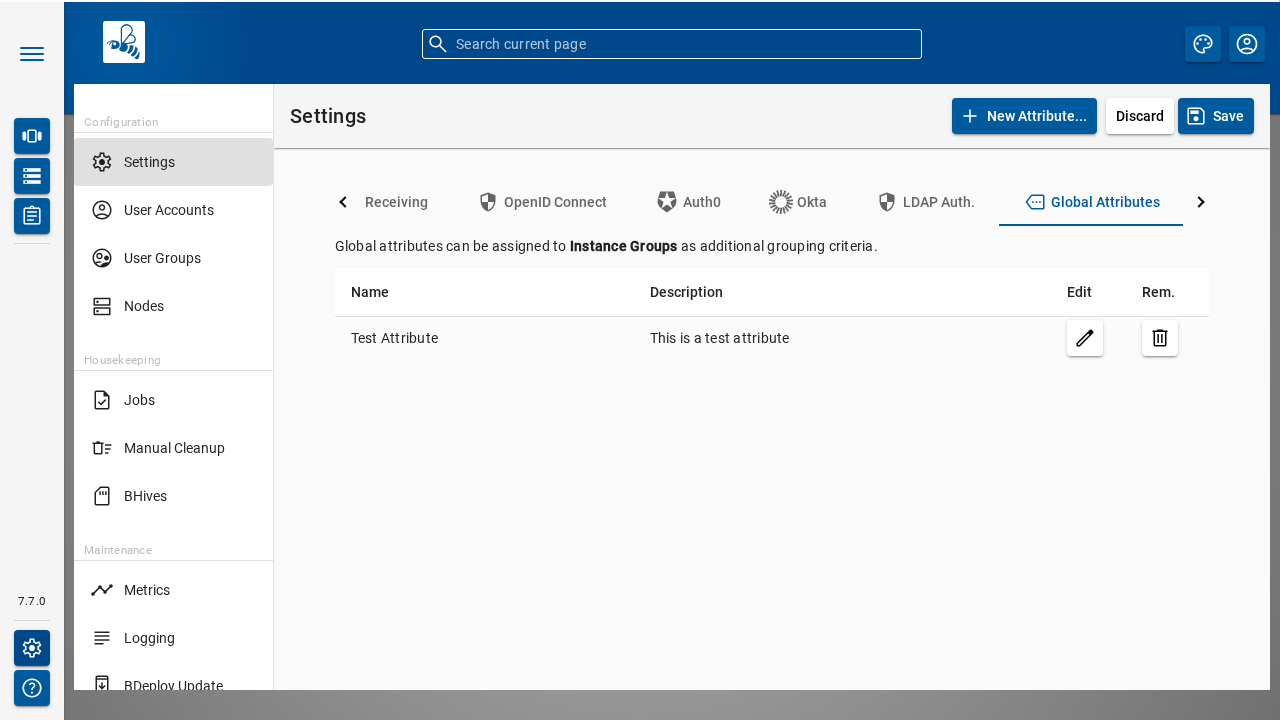 Search current page
Configuration
Settings
User Accounts
User Groups
Nodes
Housekeeping
Jobs
Manual Cleanup
BHives
Maintenance
Metrics
Logging
BDeploy Update
7.7.0
Settings
New Attribute...
Discard
Save
Receiving
OpenID Connect
Auth0
Okta
LDAP Auth.
Global Attributes
Global attributes can be assigned to Instance Groups as additional grouping criteria.
Name Description Edit Rem.
Test Attribute This is a test attribute